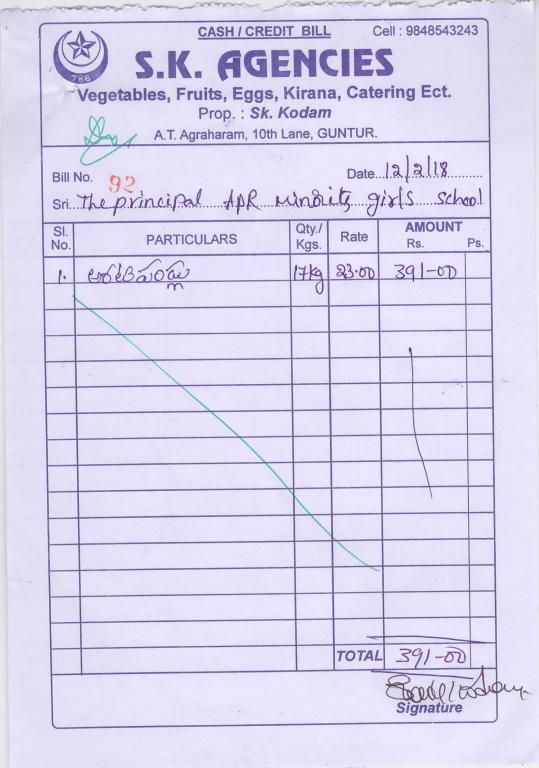 CASH / CREDIT BILL Cell : 9848543243
786
S.K. AGENCIES
Vegetables, Fruits, Eggs, Kirana, Catering Ect.
Prop. : Sk. Kodam
A.T. Agraharam, 10th Lane, GUNTUR.
Bill No. 92 Date 12/2/18
Sri. The principal APR minority girls school
Sl. No. PARTICULARS Qty./ Kgs. Rate AMOUNT Rs. Ps.
1. అరటిపండ్లు 17kg 23.00 391-00
TOTAL 391-00
Signature